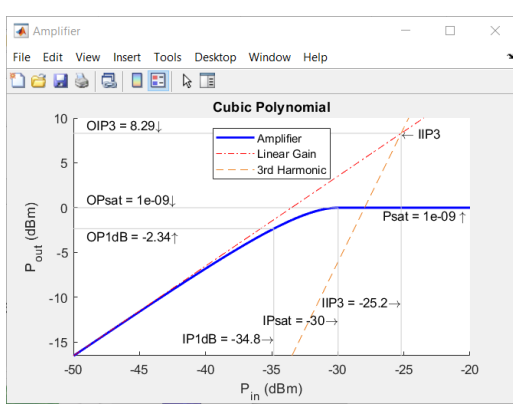 Amplifier
File Edit View Insert Tools Desktop Window Help
Cubic Polynomial
10
OIP3 = 8.29↓
Amplifier
← IIP3
Linear Gain
3rd Harmonic
5
OPsat = 1e-09↓
0
Psat = 1e-09 ↑
OP1dB = -2.34↑
-5
-10
IIP3 = -25.2→
IPsat = -30→
IP1dB = -34.8→
-15
-50 -45 -40 -35 -30 -25 -20
P_in (dBm)
P_out (dBm)